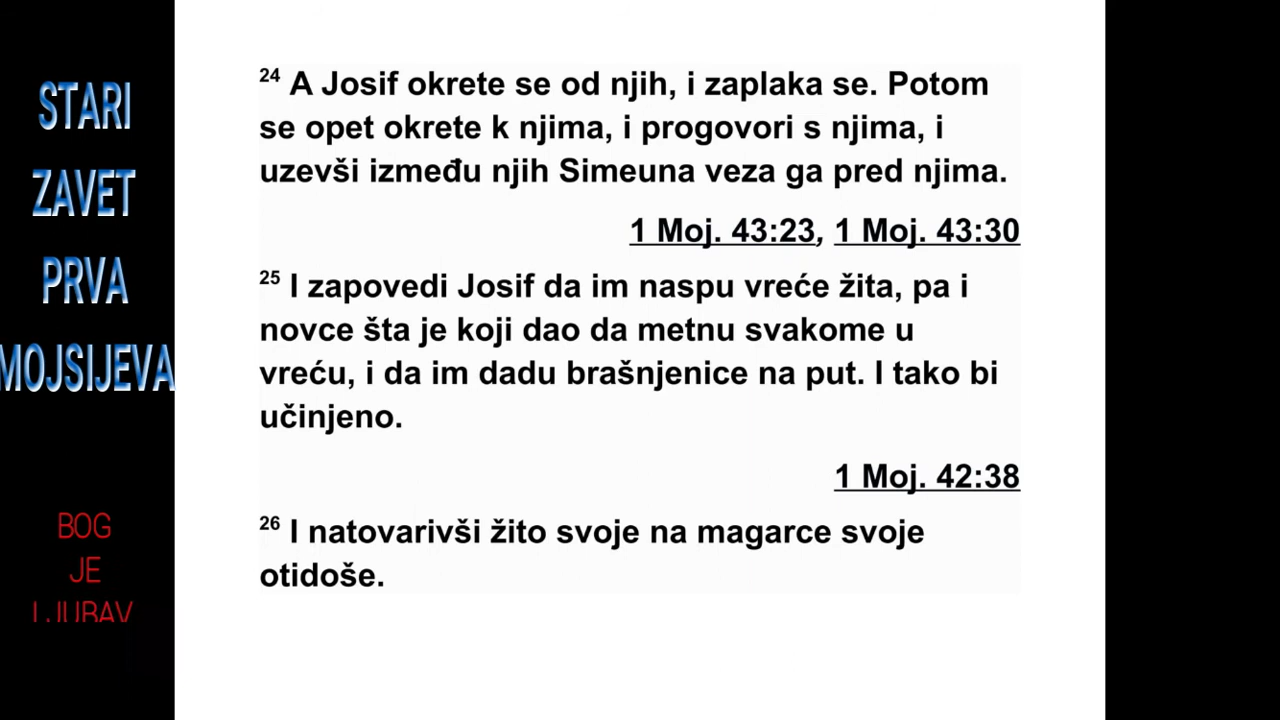 STARI
ZAVET
PRVA
MOJSIJEVA
BOG
JE
LJUBAV
24 A Josif okrete se od njih, i zaplaka se. Potom
se opet okrete k njima, i progovori s njima, i
uzevši između njih Simeuna veza ga pred njima.
1 Moj. 43:23, 1 Moj. 43:30
25 I zapovedi Josif da im naspu vreće žita, pa i
novce šta je koji dao da metnu svakome u
vreću, i da im dadu brašnjenice na put. I tako bi
učinjeno.
1 Moj. 42:38
26 I natovarivši žito svoje na magarce svoje
otidoše.